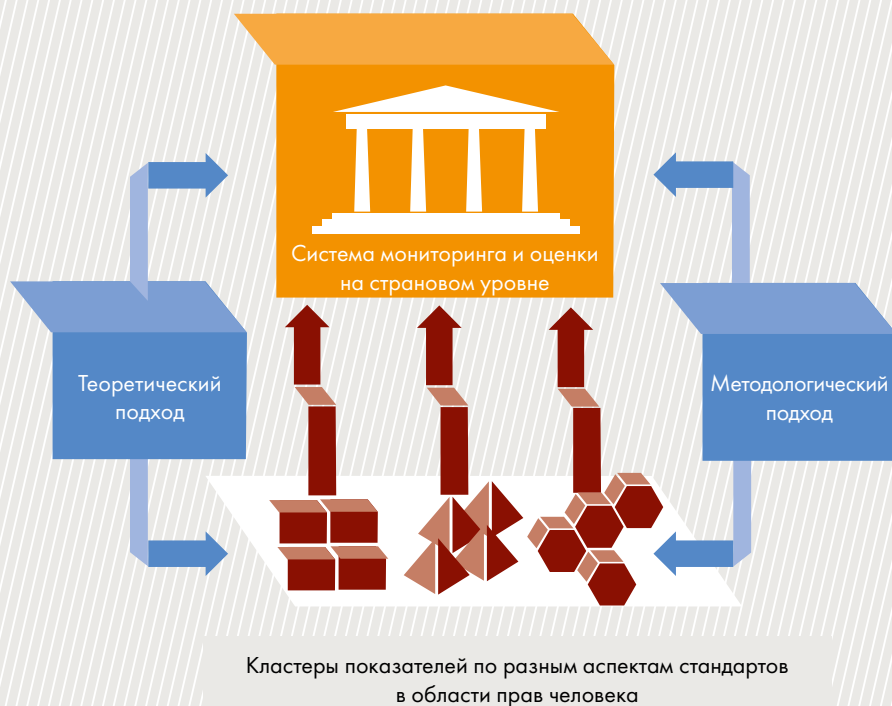 Система мониторинга и оценки
на страновом уровне
Теоретический
подход
Методологический
подход
Кластеры показателей по разным аспектам стандартов
в области прав человека